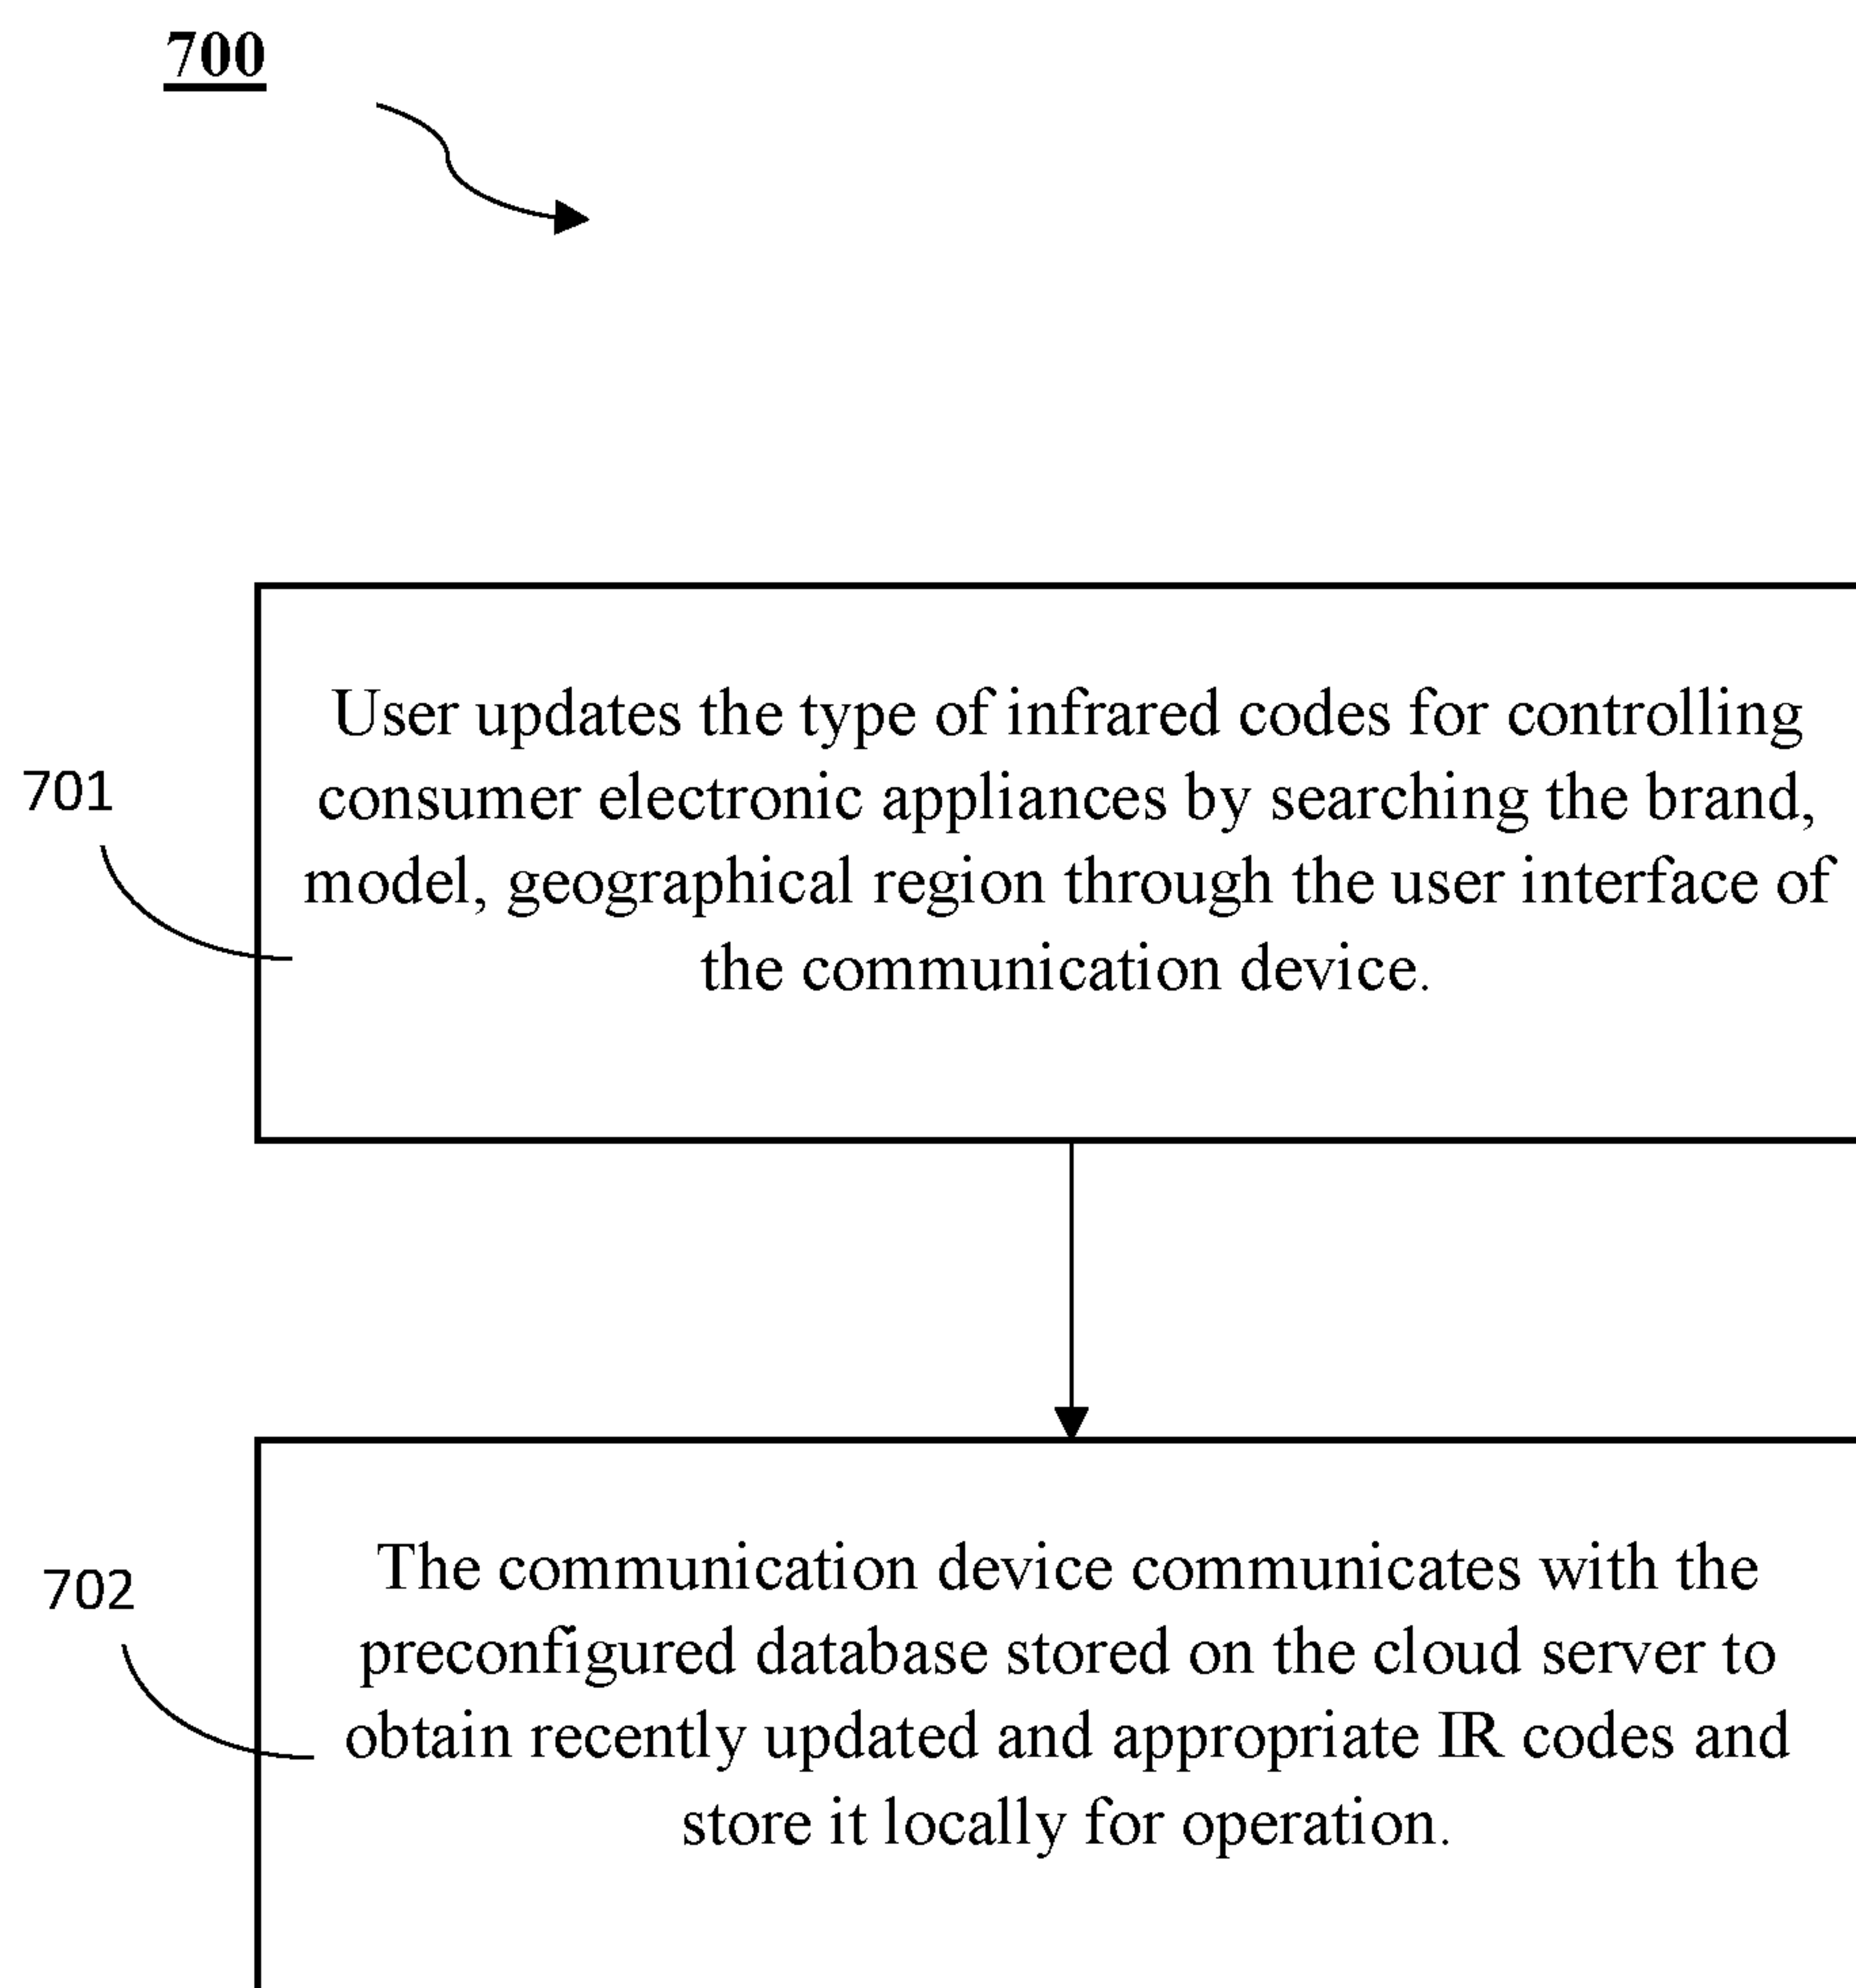 700
User updates the type of infrared codes for controlling
consumer electronic appliances by searching the brand,
model, geographical region through the user interface of
the communication device.
701
The communication device communicates with the
preconfigured database stored on the cloud server to
obtain recently updated and appropriate IR codes and
store it locally for operation.
702